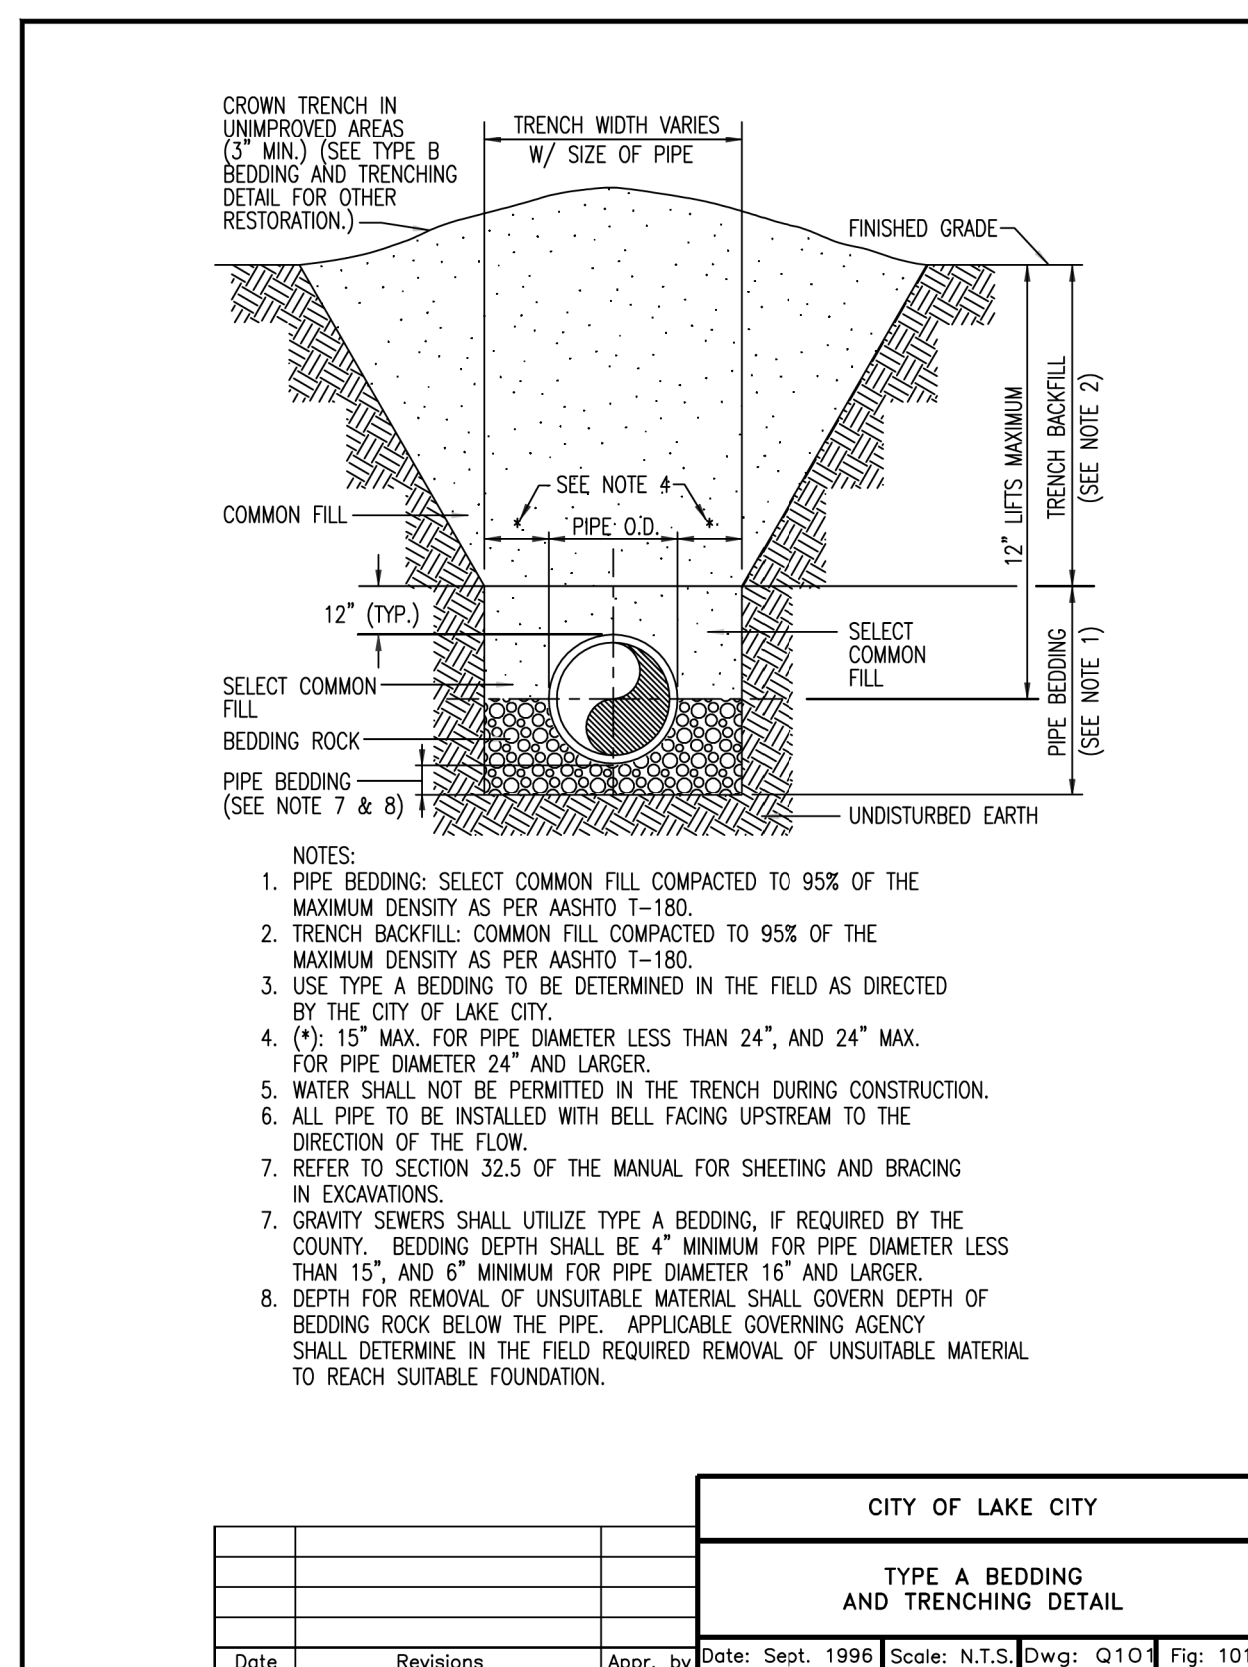 CROWN TRENCH IN
UNIMPROVED AREAS
(3" MIN.) (SEE TYPE B
BEDDING AND TRENCHING
DETAIL FOR OTHER
RESTORATION.)
TRENCH WIDTH VARIES
W/ SIZE OF PIPE
FINISHED GRADE
12" LIFTS MAXIMUM
TRENCH BACKFILL
(SEE NOTE 2)
SEE NOTE 4
* *
PIPE O.D.
COMMON FILL
12" (TYP.)
SELECT
COMMON
FILL
PIPE BEDDING
(SEE NOTE 1)
SELECT COMMON
FILL
BEDDING ROCK
PIPE BEDDING
(SEE NOTE 7 & 8)
UNDISTURBED EARTH
NOTES:
1. PIPE BEDDING: SELECT COMMON FILL COMPACTED TO 95% OF THE
MAXIMUM DENSITY AS PER AASHTO T-180.
2. TRENCH BACKFILL: COMMON FILL COMPACTED TO 95% OF THE
MAXIMUM DENSITY AS PER AASHTO T-180.
3. USE TYPE A BEDDING TO BE DETERMINED IN THE FIELD AS DIRECTED
BY THE CITY OF LAKE CITY.
4. (*): 15" MAX. FOR PIPE DIAMETER LESS THAN 24", AND 24" MAX.
FOR PIPE DIAMETER 24" AND LARGER.
5. WATER SHALL NOT BE PERMITTED IN THE TRENCH DURING CONSTRUCTION.
6. ALL PIPE TO BE INSTALLED WITH BELL FACING UPSTREAM TO THE
DIRECTION OF THE FLOW.
7. REFER TO SECTION 32.5 OF THE MANUAL FOR SHEETING AND BRACING
IN EXCAVATIONS.
7. GRAVITY SEWERS SHALL UTILIZE TYPE A BEDDING, IF REQUIRED BY THE
COUNTY. BEDDING DEPTH SHALL BE 4" MINIMUM FOR PIPE DIAMETER LESS
THAN 15", AND 6" MINIMUM FOR PIPE DIAMETER 16" AND LARGER.
8. DEPTH FOR REMOVAL OF UNSUITABLE MATERIAL SHALL GOVERN DEPTH OF
BEDDING ROCK BELOW THE PIPE. APPLICABLE GOVERNING AGENCY
SHALL DETERMINE IN THE FIELD REQUIRED REMOVAL OF UNSUITABLE MATERIAL
TO REACH SUITABLE FOUNDATION.
CITY OF LAKE CITY
TYPE A BEDDING
AND TRENCHING DETAIL
Date Revisions Appr. by
Date: Sept. 1996 Scale: N.T.S. Dwg: Q101 Fig: 101